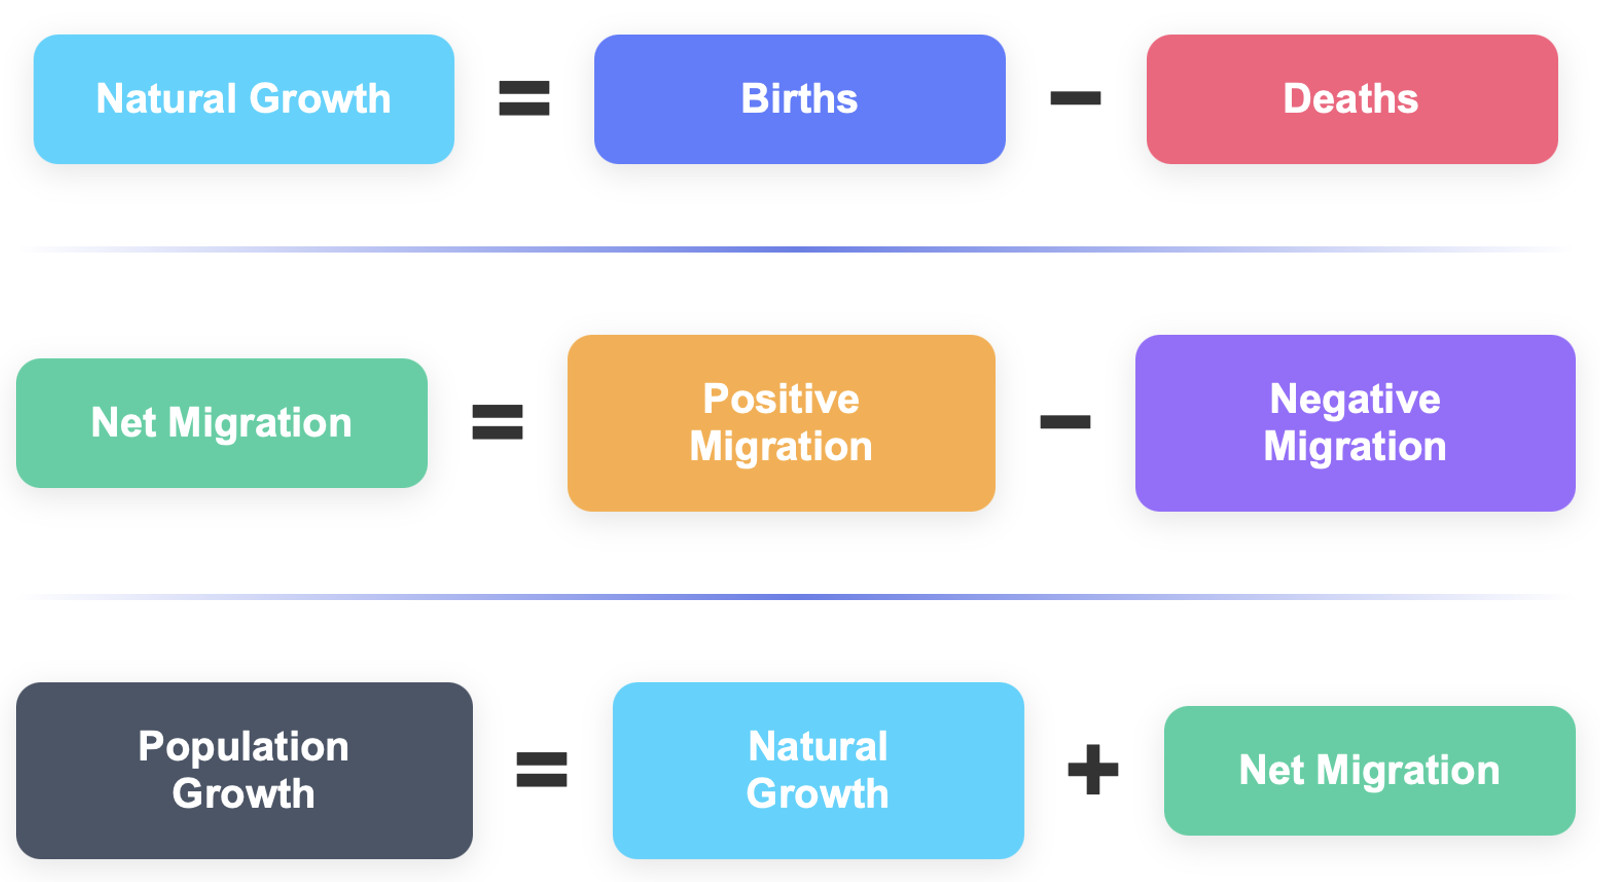 Natural Growth = Births − Deaths
Net Migration = Positive Migration − Negative Migration
Population Growth = Natural Growth + Net Migration